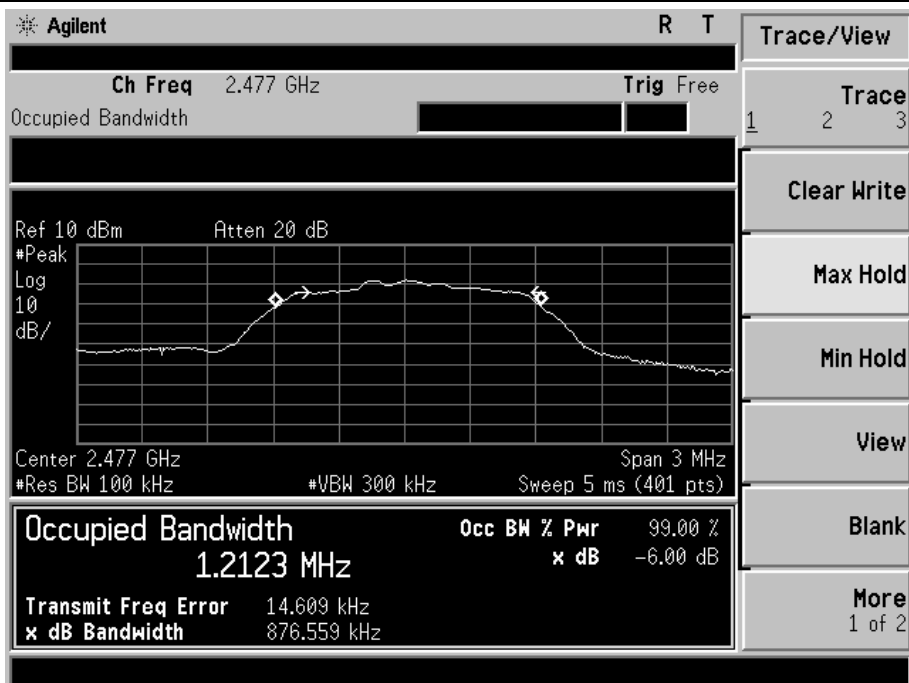 Agilent R T
Trace/View
Ch Freq 2.477 GHz Trig Free
Occupied Bandwidth
Trace
1 2 3
Clear Write
Ref 10 dBm Atten 20 dB
#Peak
Log
10
dB/
Max Hold
Min Hold
View
Center 2.477 GHz Span 3 MHz
#Res BW 100 kHz #VBW 300 kHz Sweep 5 ms (401 pts)
Occupied Bandwidth Occ BW % Pwr 99.00 %
1.2123 MHz x dB -6.00 dB
Blank
Transmit Freq Error 14.609 kHz
x dB Bandwidth 876.559 kHz
More
1 of 2